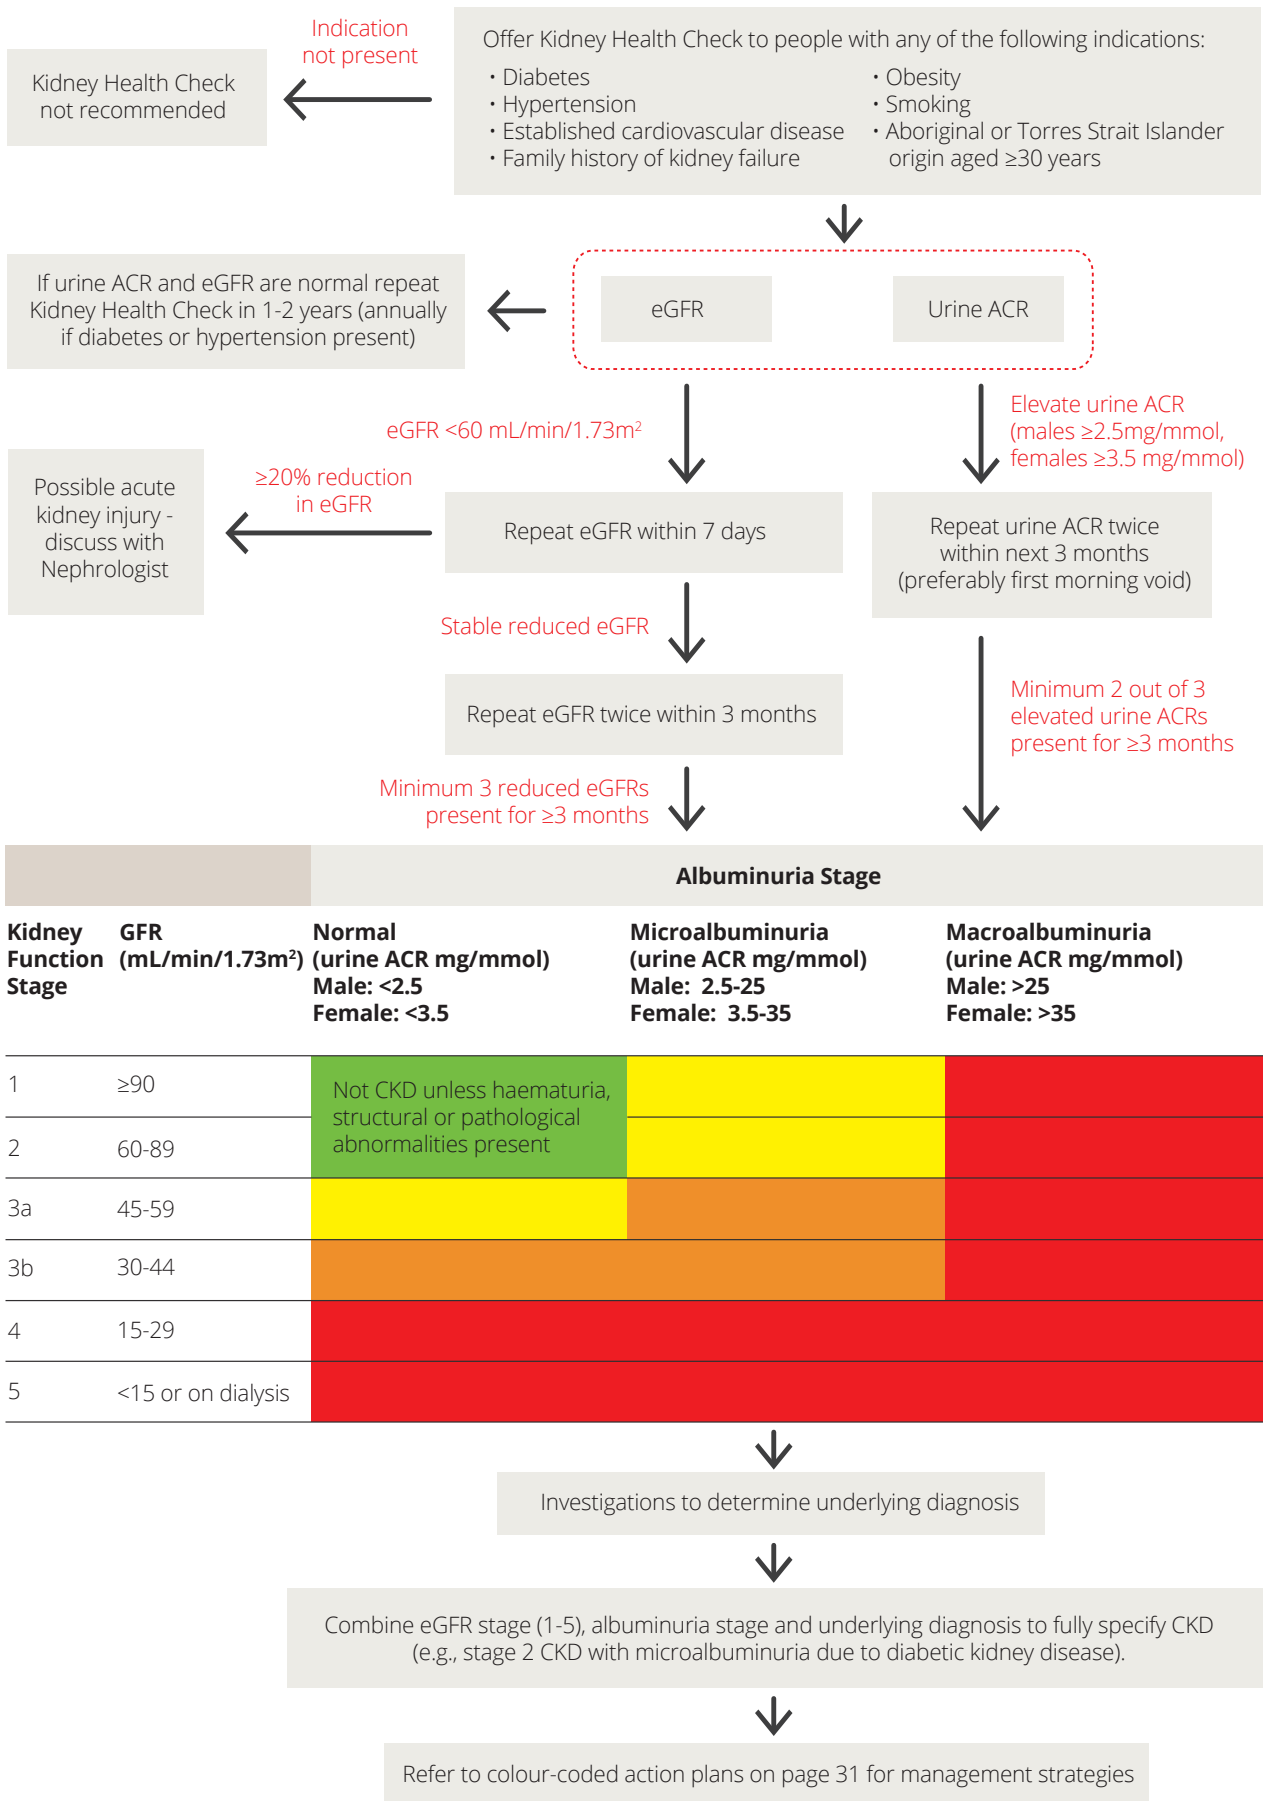 Indication
not present
Kidney Health Check
not recommended
Offer Kidney Health Check to people with any of the following indications:
• Diabetes
• Hypertension
• Established cardiovascular disease
• Family history of kidney failure
• Obesity
• Smoking
• Aboriginal or Torres Strait Islander
origin aged ≥30 years
If urine ACR and eGFR are normal repeat
Kidney Health Check in 1-2 years (annually
if diabetes or hypertension present)
eGFR
Urine ACR
eGFR <60 mL/min/1.73m²
Elevate urine ACR
(males ≥2.5mg/mmol,
females ≥3.5 mg/mmol)
Possible acute
kidney injury -
discuss with
Nephrologist
≥20% reduction
in eGFR
Repeat eGFR within 7 days
Repeat urine ACR twice
within next 3 months
(preferably first morning void)
Stable reduced eGFR
Repeat eGFR twice within 3 months
Minimum 2 out of 3
elevated urine ACRs
present for ≥3 months
Minimum 3 reduced eGFRs
present for ≥3 months
Albuminuria Stage
Kidney
Function
Stage
GFR
(mL/min/1.73m²)
Normal
(urine ACR mg/mmol)
Male: <2.5
Female: <3.5
Microalbuminuria
(urine ACR mg/mmol)
Male: 2.5-25
Female: 3.5-35
Macroalbuminuria
(urine ACR mg/mmol)
Male: >25
Female: >35
1 ≥90
Not CKD unless haematuria,
structural or pathological
abnormalities present
2 60-89
3a 45-59
3b 30-44
4 15-29
5 <15 or on dialysis
Investigations to determine underlying diagnosis
Combine eGFR stage (1-5), albuminuria stage and underlying diagnosis to fully specify CKD
(e.g., stage 2 CKD with microalbuminuria due to diabetic kidney disease).
Refer to colour-coded action plans on page 31 for management strategies